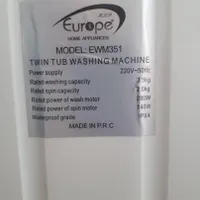 Europe
HOME APPLIANCES
MODEL: EWM351
TWIN TUB WASHING MACHINE
Power supply 220V~50Hz
Rated washing capacity
Rated spin capacity
Rated power of wash motor
Rated power of spin motor
Waterproof grade IPX4
MADE IN P.R.C